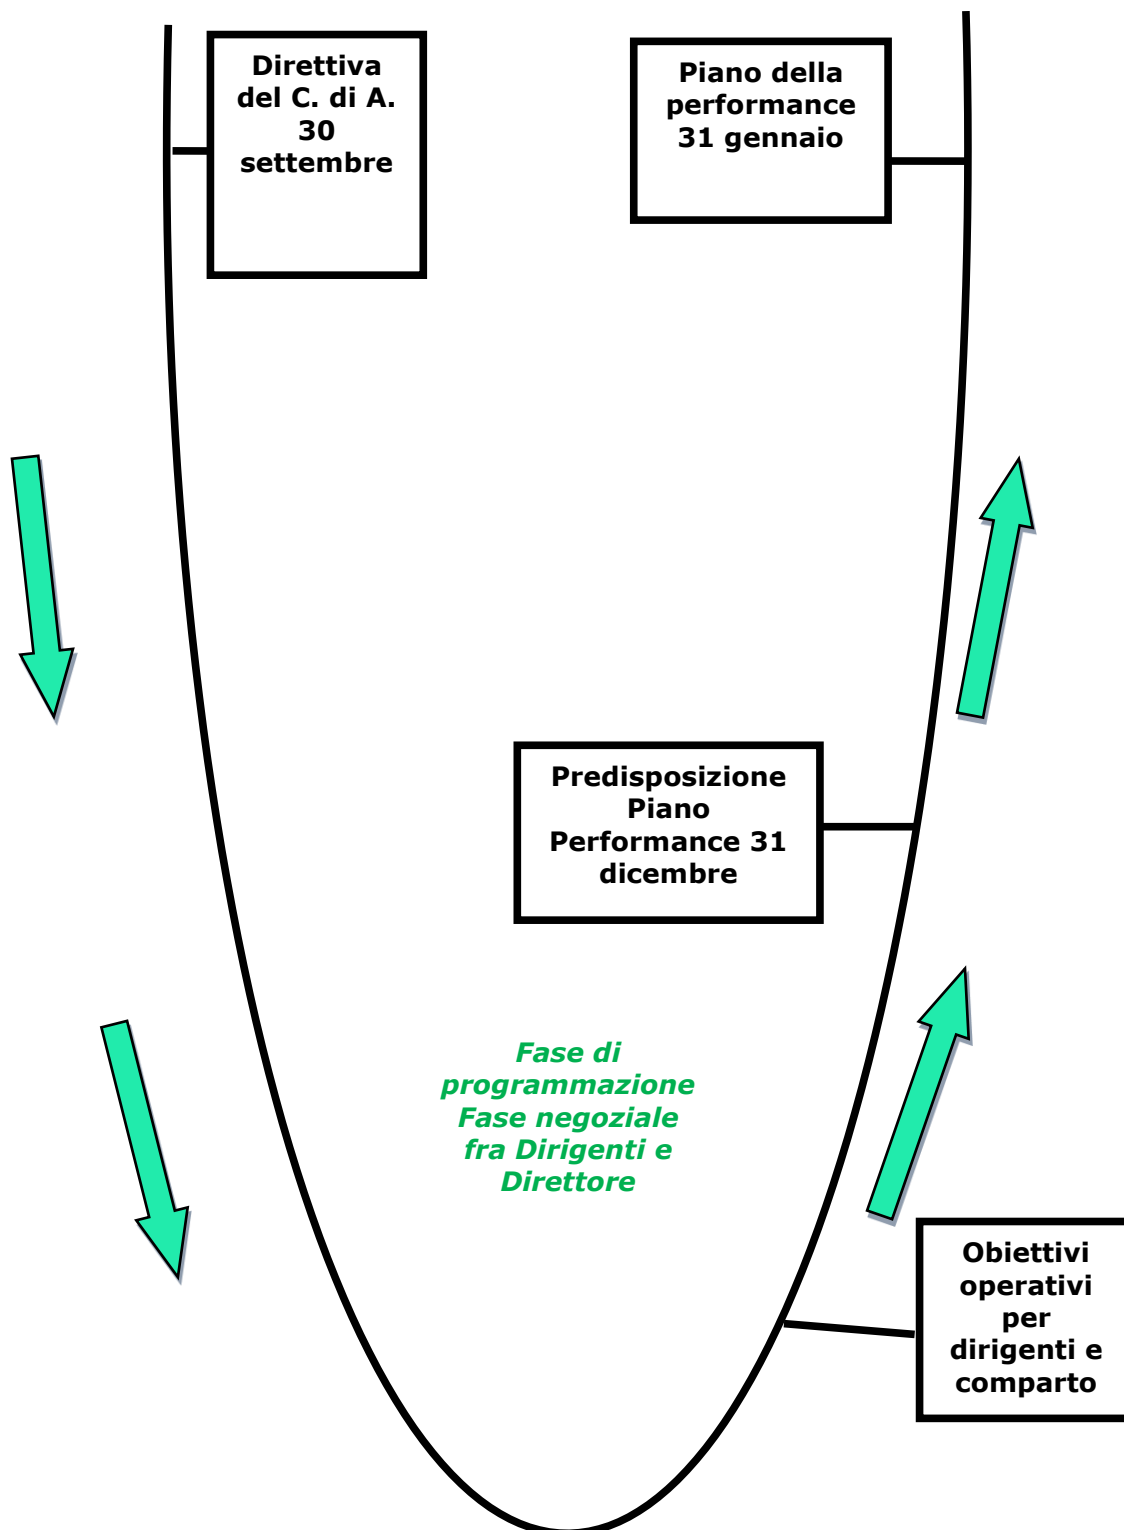 Direttiva
del C. di A.
30
settembre
Piano della
performance
31 gennaio
Predisposizione
Piano
Performance 31
dicembre
Fase di
programmazione
Fase negoziale
fra Dirigenti e
Direttore
Obiettivi
operativi
per
dirigenti e
comparto